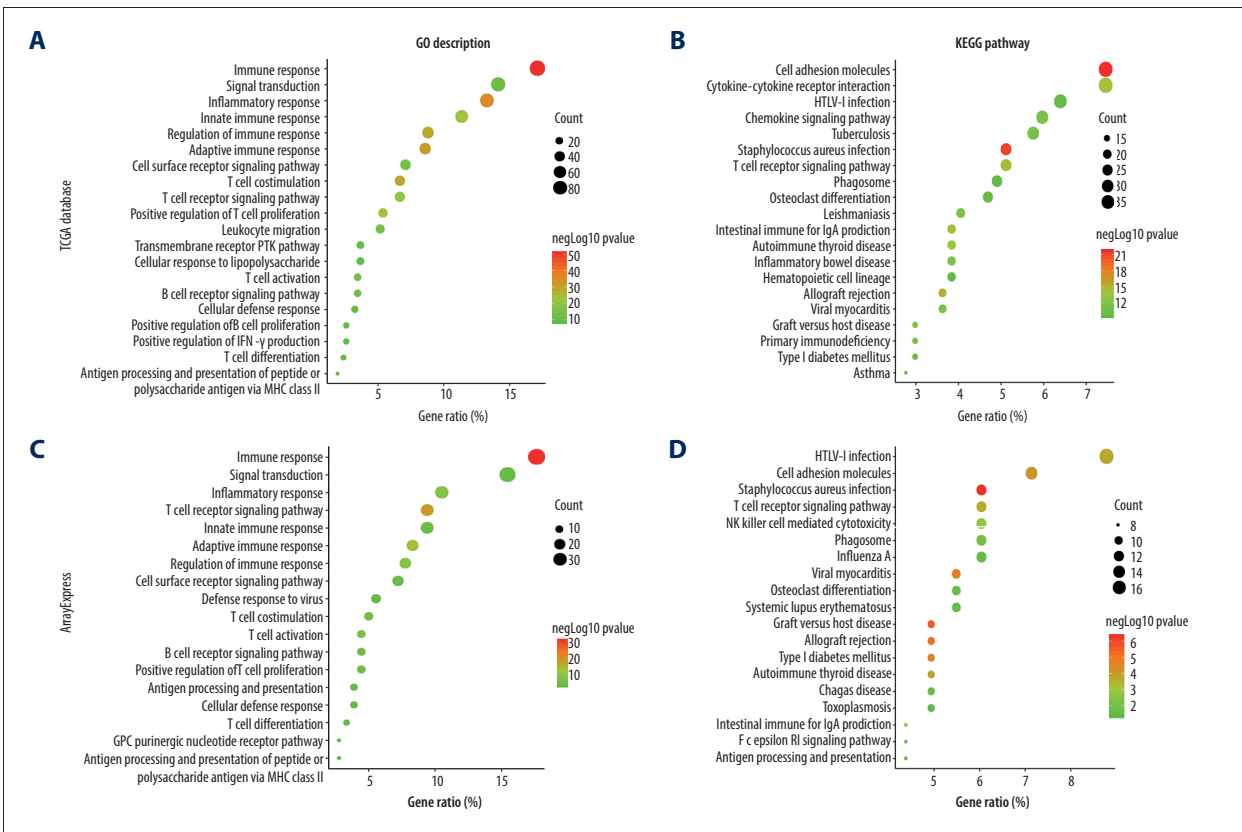 A
GO description
TCGA database
Immune response
Signal transduction
Inflammatory response
Innate immune response
Regulation of immune response
Adaptive immune response
Cell surface receptor signaling pathway
T cell costimulation
T cell receptor signaling pathway
Positive regulation of T cell proliferation
Leukocyte migration
Transmembrane receptor PTK pathway
Cellular response to lipopolysaccharide
T cell activation
B cell receptor signaling pathway
Cellular defense response
Positive regulation ofB cell proliferation
Positive regulation of IFN -γ production
T cell differentiation
Antigen processing and presentation of peptide or
polysaccharide antigen via MHC class II
5 10 15
Gene ratio (%)
Count
20
40
60
80
negLog10 pvalue
50
40
30
20
10
B
KEGG pathway
Cell adhesion molecules
Cytokine-cytokine receptor interaction
HTLV-I infection
Chemokine signaling pathway
Tuberculosis
Staphylococcus aureus infection
T cell receptor signaling pathway
Phagosome
Osteoclast differentiation
Leishmaniasis
Intestinal immune for IgA prodiction
Autoimmune thyroid disease
Inflammatory bowel disease
Hematopoietic cell lineage
Allograft rejection
Viral myocarditis
Graft versus host disease
Primary immunodeficiency
Type I diabetes mellitus
Asthma
3 4 5 6 7
Gene ratio (%)
Count
15
20
25
30
35
negLog10 pvalue
21
18
15
12
C
ArrayExpress
Immune response
Signal transduction
Inflammatory response
T cell receptor signaling pathway
Innate immune response
Adaptive immune response
Regulation of immune response
Cell surface receptor signaling pathway
Defense response to virus
T cell costimulation
T cell activation
B cell receptor signaling pathway
Positive regulation ofT cell proliferation
Antigen processing and presentation
Cellular defense response
T cell differentiation
GPC purinergic nucleotide receptor pathway
Antigen processing and presentation of peptide or
polysaccharide antigen via MHC class II
5 10 15
Gene ratio (%)
Count
10
20
30
negLog10 pvalue
30
20
10
D
HTLV-I infection
Cell adhesion molecules
Staphylococcus aureus infection
T cell receptor signaling pathway
NK killer cell mediated cytotoxicity
Phagosome
Influenza A
Viral myocarditis
Osteoclast differentiation
Systemic lupus erythematosus
Graft versus host disease
Allograft rejection
Type I diabetes mellitus
Autoimmune thyroid disease
Chagas disease
Toxoplasmosis
Intestinal immune for IgA prodiction
F c epsilon RI signaling pathway
Antigen processing and presentation
5 6 7 8
Gene ratio (%)
Count
8
10
12
14
16
negLog10 pvalue
6
5
4
3
2